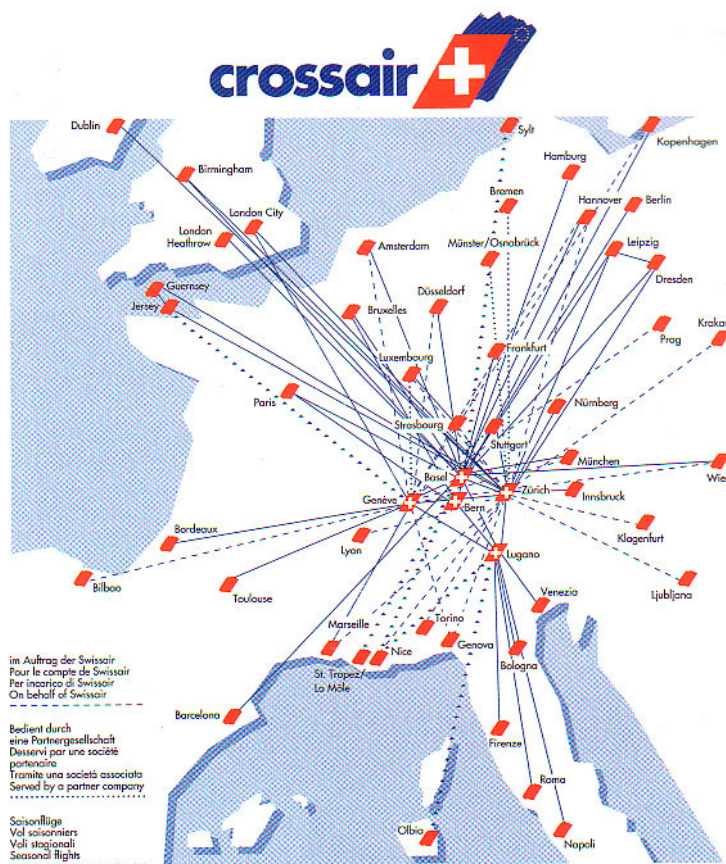 crossair
Dublin
Sylt
Kopenhagen
Birmingham
Hamburg
Bremen
Hannover
Berlin
London City
London
Heathrow
Amsterdam
Münster/Osnabrück
Leipzig
Dresden
Guernsey
Jersey
Bruxelles
Düsseldorf
Prag
Krakau
Luxembourg
Frankfurt
Paris
Nürnberg
Strasbourg
Stuttgart
Basel
München
Wie
Genéve
Bern
Zürich
Innsbruck
Bordeaux
Lyon
Klagenfurt
Lugano
Bilbao
Toulouse
Venezia
Ljubljana
Marseille
Torino
Genova
Nice
Bologna
St. Tropez/
La Môle
im Auftrag der Swissair
Pour le compte de Swissair
Per incarico di Swissair
On behalf of Swissair
Barcelona
Firenze
Bedient durch
eine Partnergesellschaft
Desservi par une société
partenaire
Tramite una società associata
Served by a partner company
Roma
Olbia
Napoli
Saisonflüge
Vol saisonniers
Voli stagionali
Seasonal flights